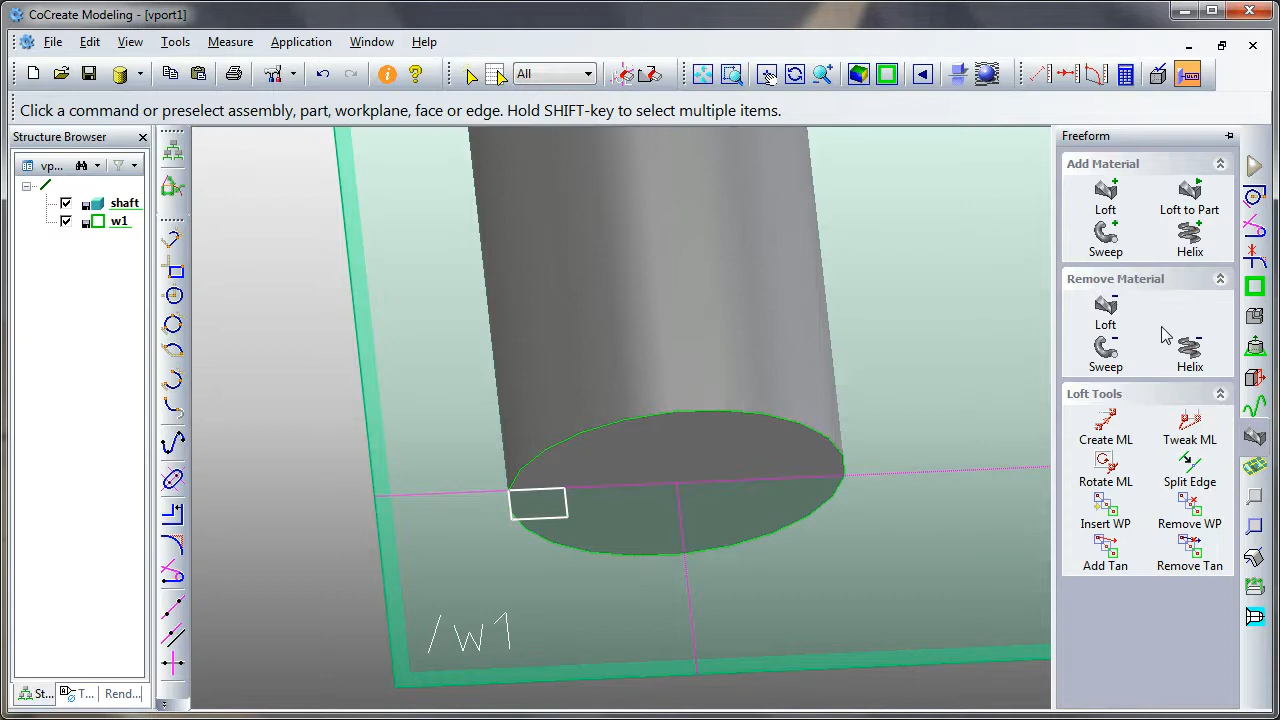 CoCreate Modeling - [vport1]
File Edit View Tools Measure Application Window Help
All
Click a command or preselect assembly, part, workplane, face or edge. Hold SHIFT-key to select multiple items.
Structure Browser
vp...
shaft
w1
St... T... Rend...
/w1
Freeform
Add Material
Loft Loft to Part
Sweep Helix
Remove Material
Loft
Sweep Helix
Loft Tools
Create ML Tweak ML
Rotate ML Split Edge
Insert WP Remove WP
Add Tan Remove Tan